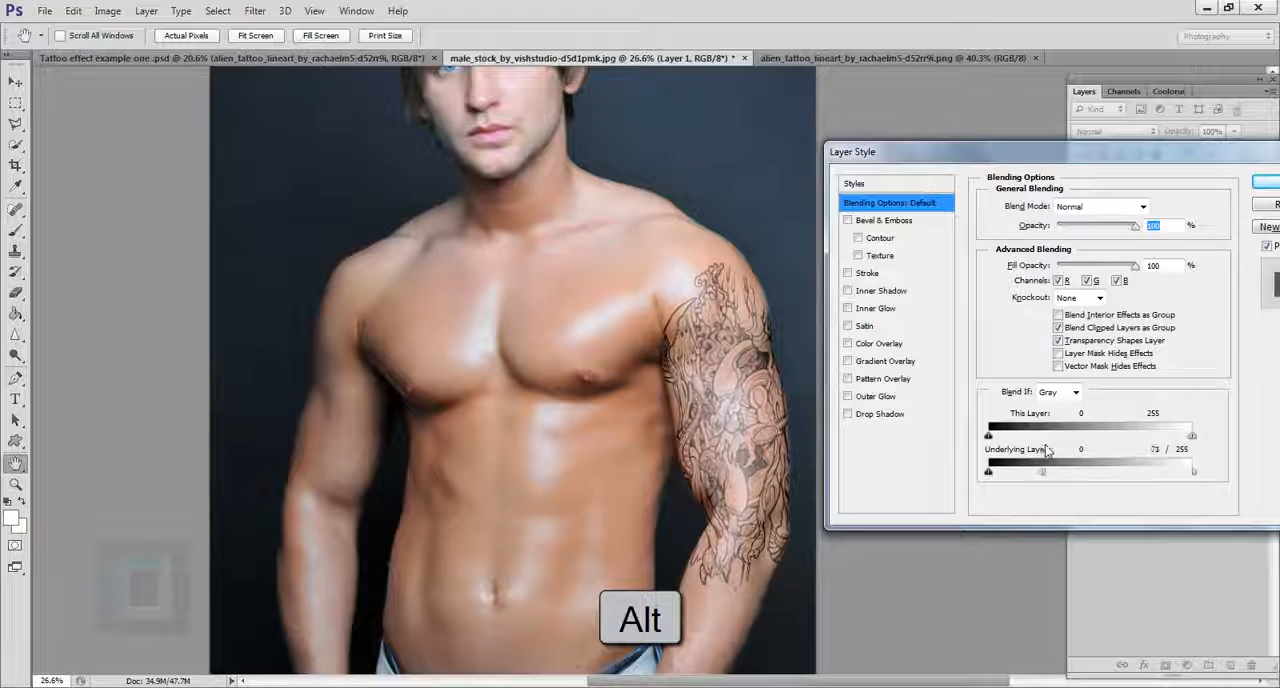 Ps File Edit Image Layer Type Select Filter 3D View Window Help
Scroll All Windows Actual Pixels Fit Screen Fill Screen Print Size Photography
Tattoo effect example one .psd @ 20.6% (alien_tattoo_lineart_by_rachaelm5-d52rr9i, RGB/8*) × male_stock_by_vishstudio-d5d1pmk.jpg @ 26.6% (Layer 1, RGB/8*) * × alien_tattoo_lineart_by_rachaelm5-d52rr9i.png @ 40.3% (RGB/8) ×
Layers Channels
Kind
Normal Opacity: 100%
Layer Style
Styles
Blending Options: Default
Bevel & Emboss
Contour
Texture
Stroke
Inner Shadow
Inner Glow
Satin
Color Overlay
Gradient Overlay
Pattern Overlay
Outer Glow
Drop Shadow
Blending Options
General Blending
Blend Mode: Normal
Opacity: 100 %
Advanced Blending
Fill Opacity: 100 %
Channels: R G B
Knockout: None
Blend Interior Effects as Group
Blend Clipped Layers as Group
Transparency Shapes Layer
Layer Mask Hides Effects
Vector Mask Hides Effects
Blend If: Gray
This Layer: 0 255
Underlying Layer: 0 / 255
New
Alt
26.6% Doc: 34.9M/47.7M